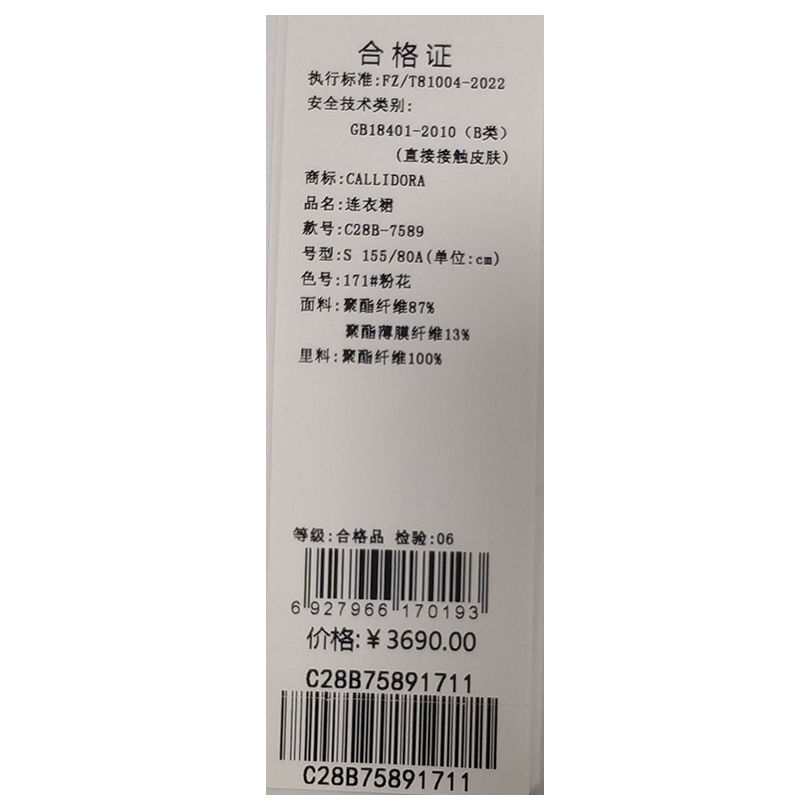 合格证
执行标准:FZ/T81004-2022
安全技术类别:
GB18401-2010（B类）
(直接接触皮肤)
商标:CALLIDORA
品名:连衣裙
款号:C28B-7589
号型:S 155/80A(单位:cm)
色号:171#粉花
面料:聚酯纤维87%
聚酯薄膜纤维13%
里料:聚酯纤维100%
等级:合格品 检验:06
6 927966 170193
价格:￥3690.00
C28B75891711
C28B75891711